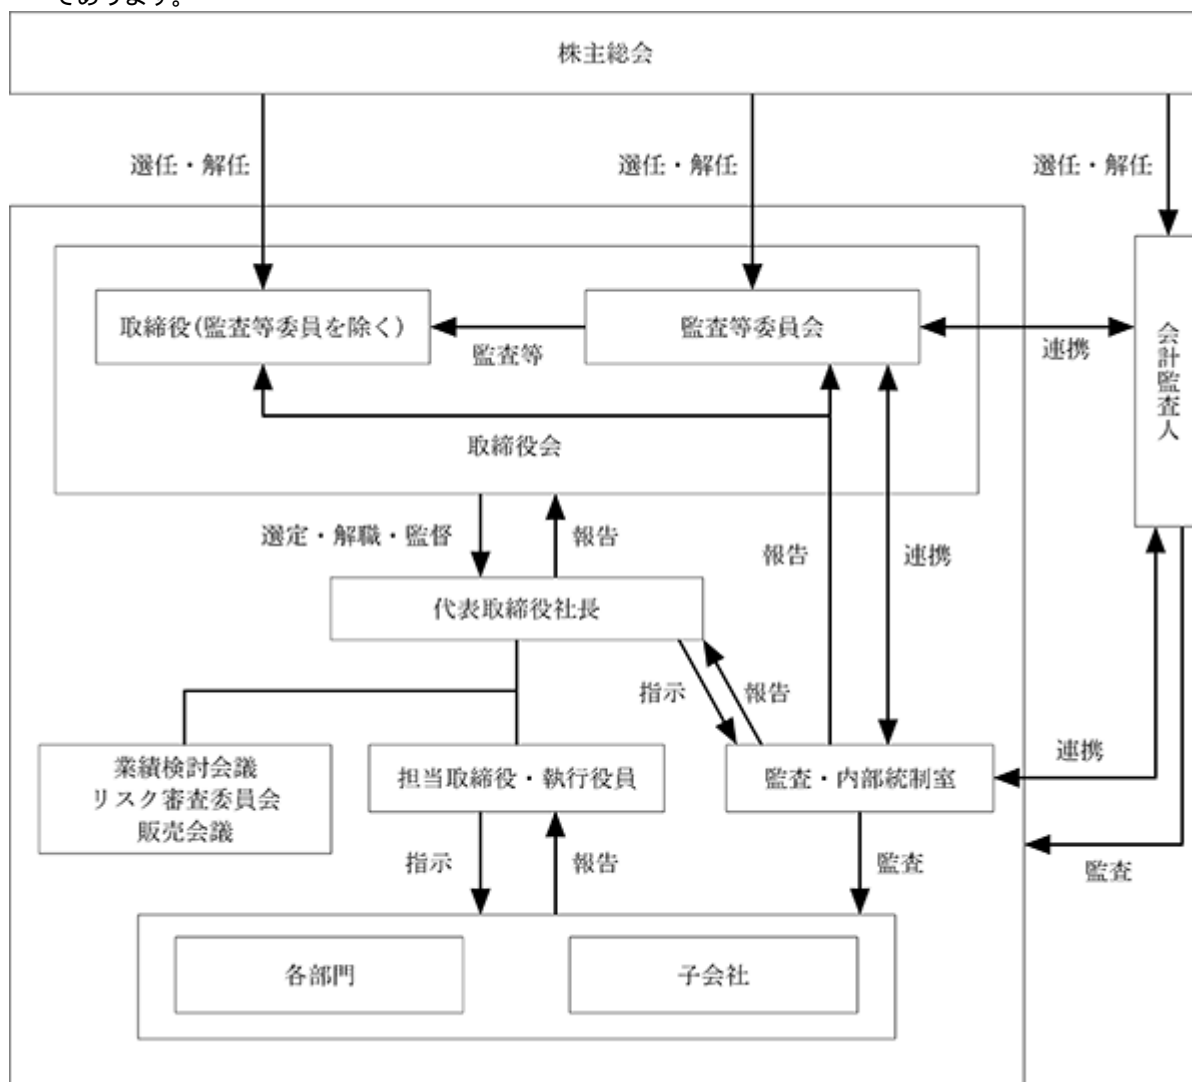 であります。
株主総会
選任・解任
選任・解任
選任・解任
取締役(監査等委員を除く)
監査等
監査等委員会
連携
会計監査人
取締役会
選定・解職・監督
報告
報告
連携
代表取締役社長
指示
報告
業績検討会議
リスク審査委員会
販売会議
担当取締役・執行役員
監査・内部統制室
連携
指示
報告
監査
監査
各部門
子会社